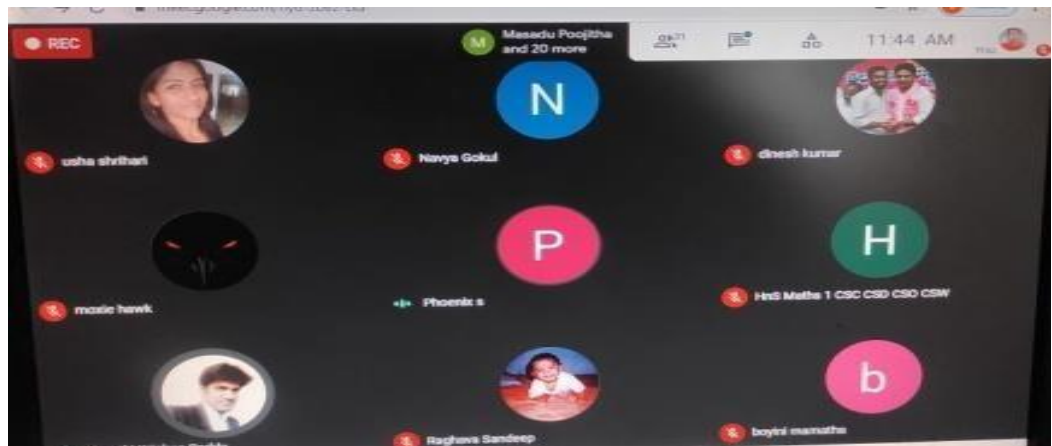 REC
M
Masadu Poojitha
and 20 more
11:44 AM
You
usha shrihari
N
Navya Gokul
dinesh kumar
moxie hawk
P
Phoenix s
H
HnS Maths 1 CSC CSD CSO CSW
Raghava Sandeep
b
boyini mamatha